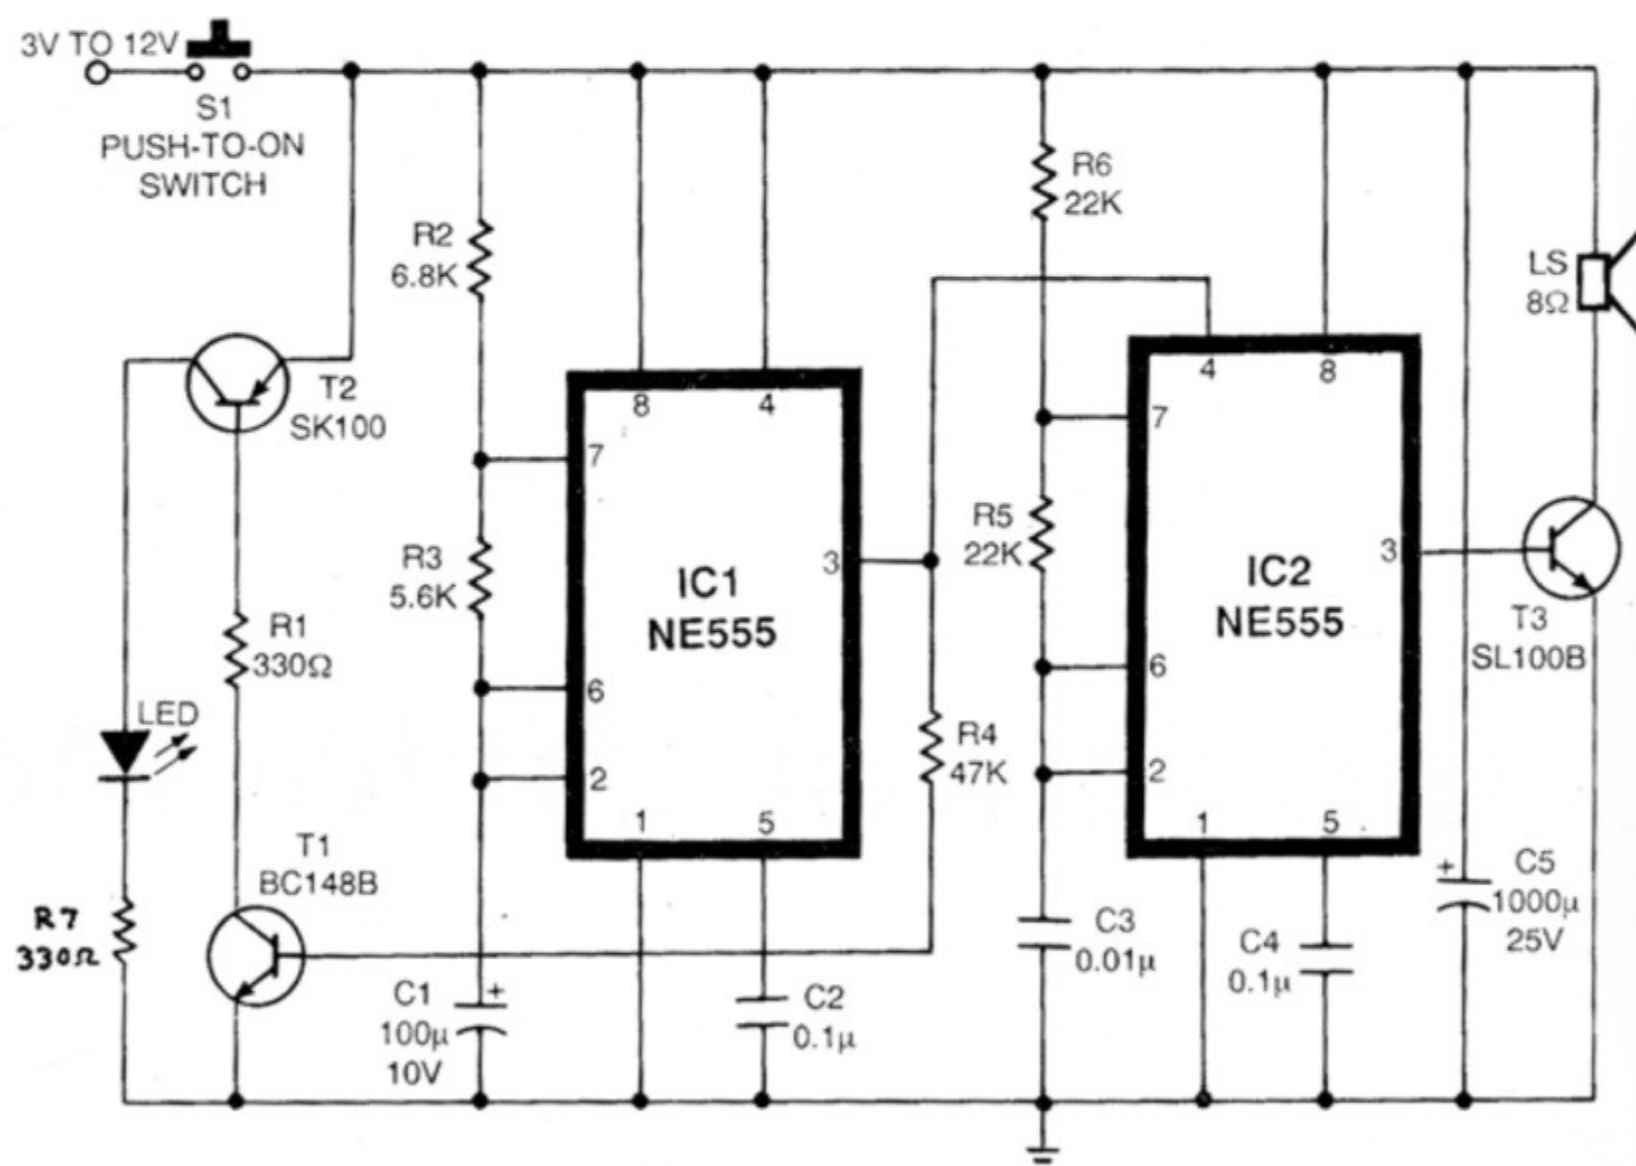 3V TO 12V
S1
PUSH-TO-ON
SWITCH
R2
6.8K
R6
22K
LS
8Ω
T2
SK100
8
4
4
8
7
7
R3
5.6K
R5
22K
3
IC1
NE555
3
IC2
NE555
R1
330Ω
T3
SL100B
6
6
LED
R4
47K
2
2
1
5
1
5
T1
BC148B
C5
1000µ
25V
R7
330Ω
C3
0.01µ
C4
0.1µ
+
C1
100µ
10V
+
C2
0.1µ